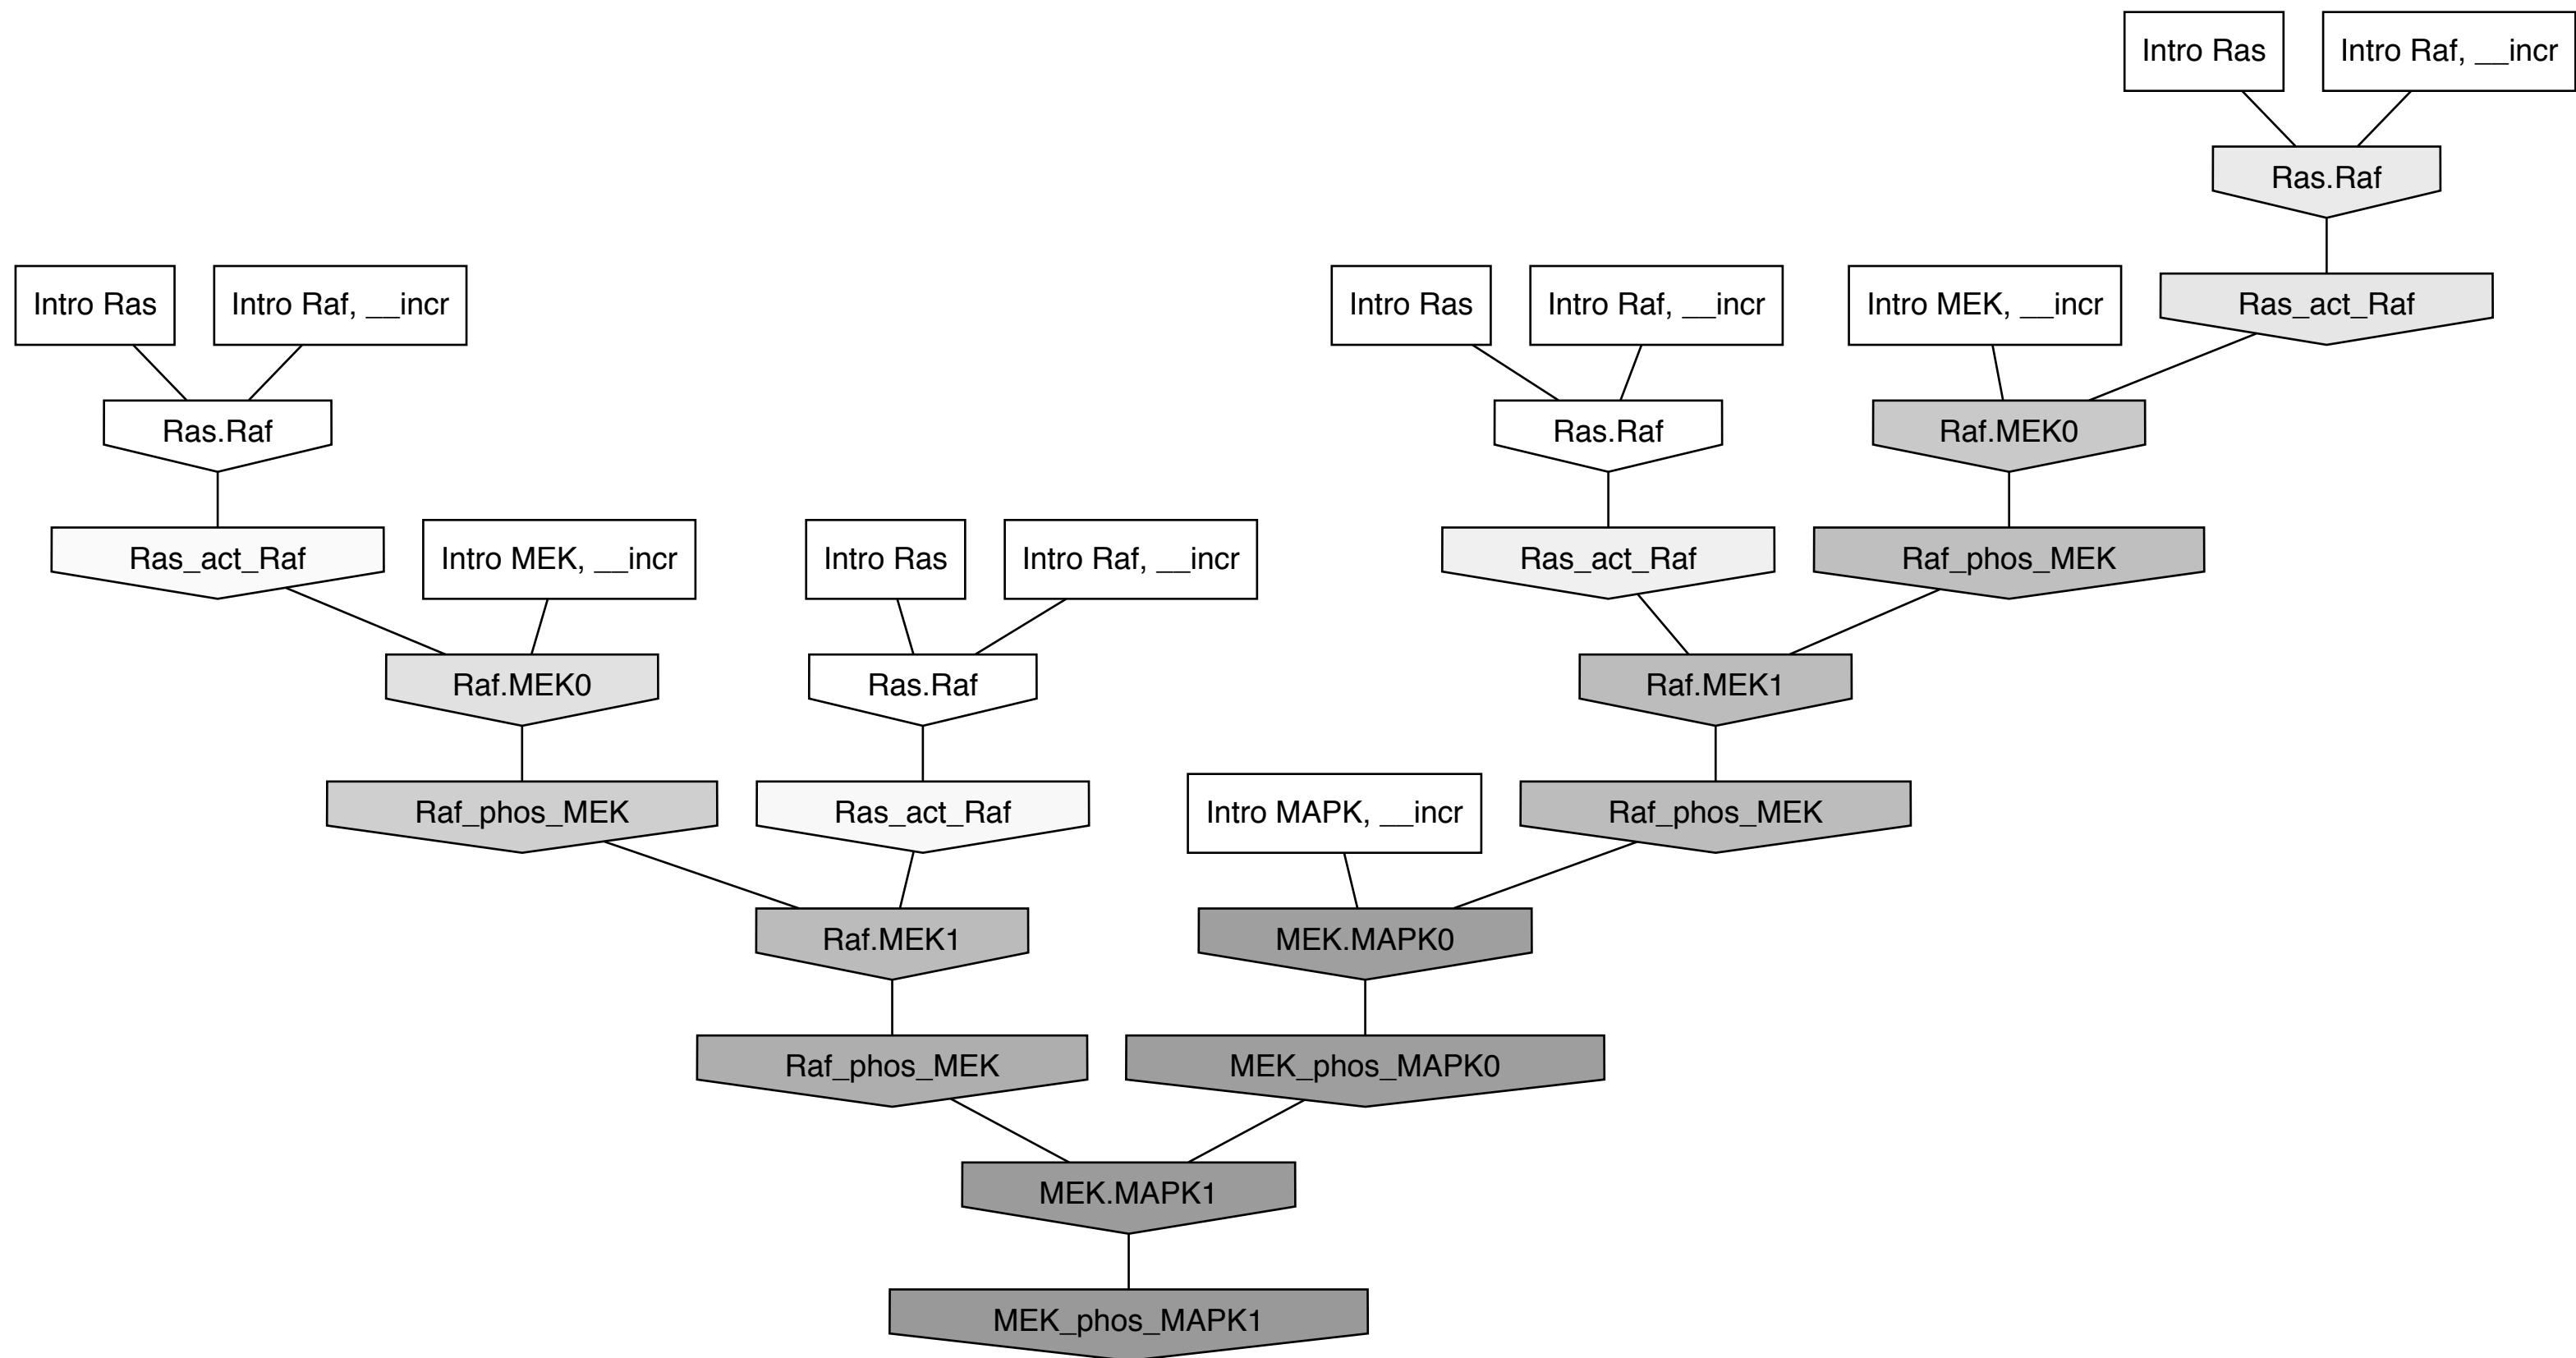 Intro Ras
Intro Raf, __incr
Ras.Raf
Intro Ras
Intro Raf, __incr
Intro Ras
Intro Raf, __incr
Intro MEK, __incr
Ras_act_Raf
Ras.Raf
Ras.Raf
Raf.MEK0
Ras_act_Raf
Intro MEK, __incr
Intro Ras
Intro Raf, __incr
Ras_act_Raf
Raf_phos_MEK
Raf.MEK0
Ras.Raf
Raf.MEK1
Raf_phos_MEK
Ras_act_Raf
Intro MAPK, __incr
Raf_phos_MEK
Raf.MEK1
MEK.MAPK0
Raf_phos_MEK
MEK_phos_MAPK0
MEK.MAPK1
MEK_phos_MAPK1